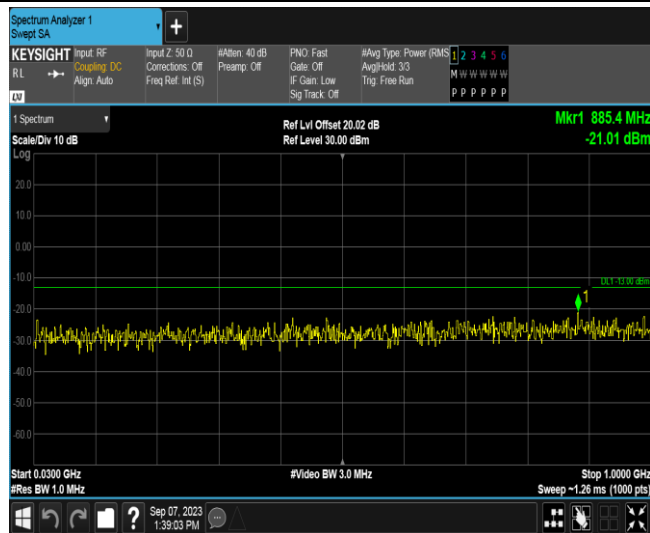 Spectrum Analyzer 1
Swept SA
+
KEYSIGHT
RL
Input: RF
Coupling: DC
Align: Auto
Input Z: 50 Ω
Corrections: Off
Freq Ref: Int (S)
#Atten: 40 dB
Preamp: Off
PNO: Fast
Gate: Off
IF Gain: Low
Sig Track: Off
#Avg Type: Power (RMS
Avg|Hold: 3/3
Trig: Free Run
1 2 3 4 5 6
M W W W W W
P P P P P P
1 Spectrum
Scale/Div 10 dB
Ref Lvl Offset 20.02 dB
Ref Level 30.00 dBm
Mkr1 885.4 MHz
-21.01 dBm
Log
20.0
10.0
0.00
-10.0
DL1 -13.00 dBm
1
-20.0
-30.0
-40.0
-50.0
-60.0
Start 0.0300 GHz
#Video BW 3.0 MHz
Stop 1.0000 GHz
#Res BW 1.0 MHz
Sweep ~1.26 ms (1000 pts)
?
Sep 07, 2023
1:39:03 PM